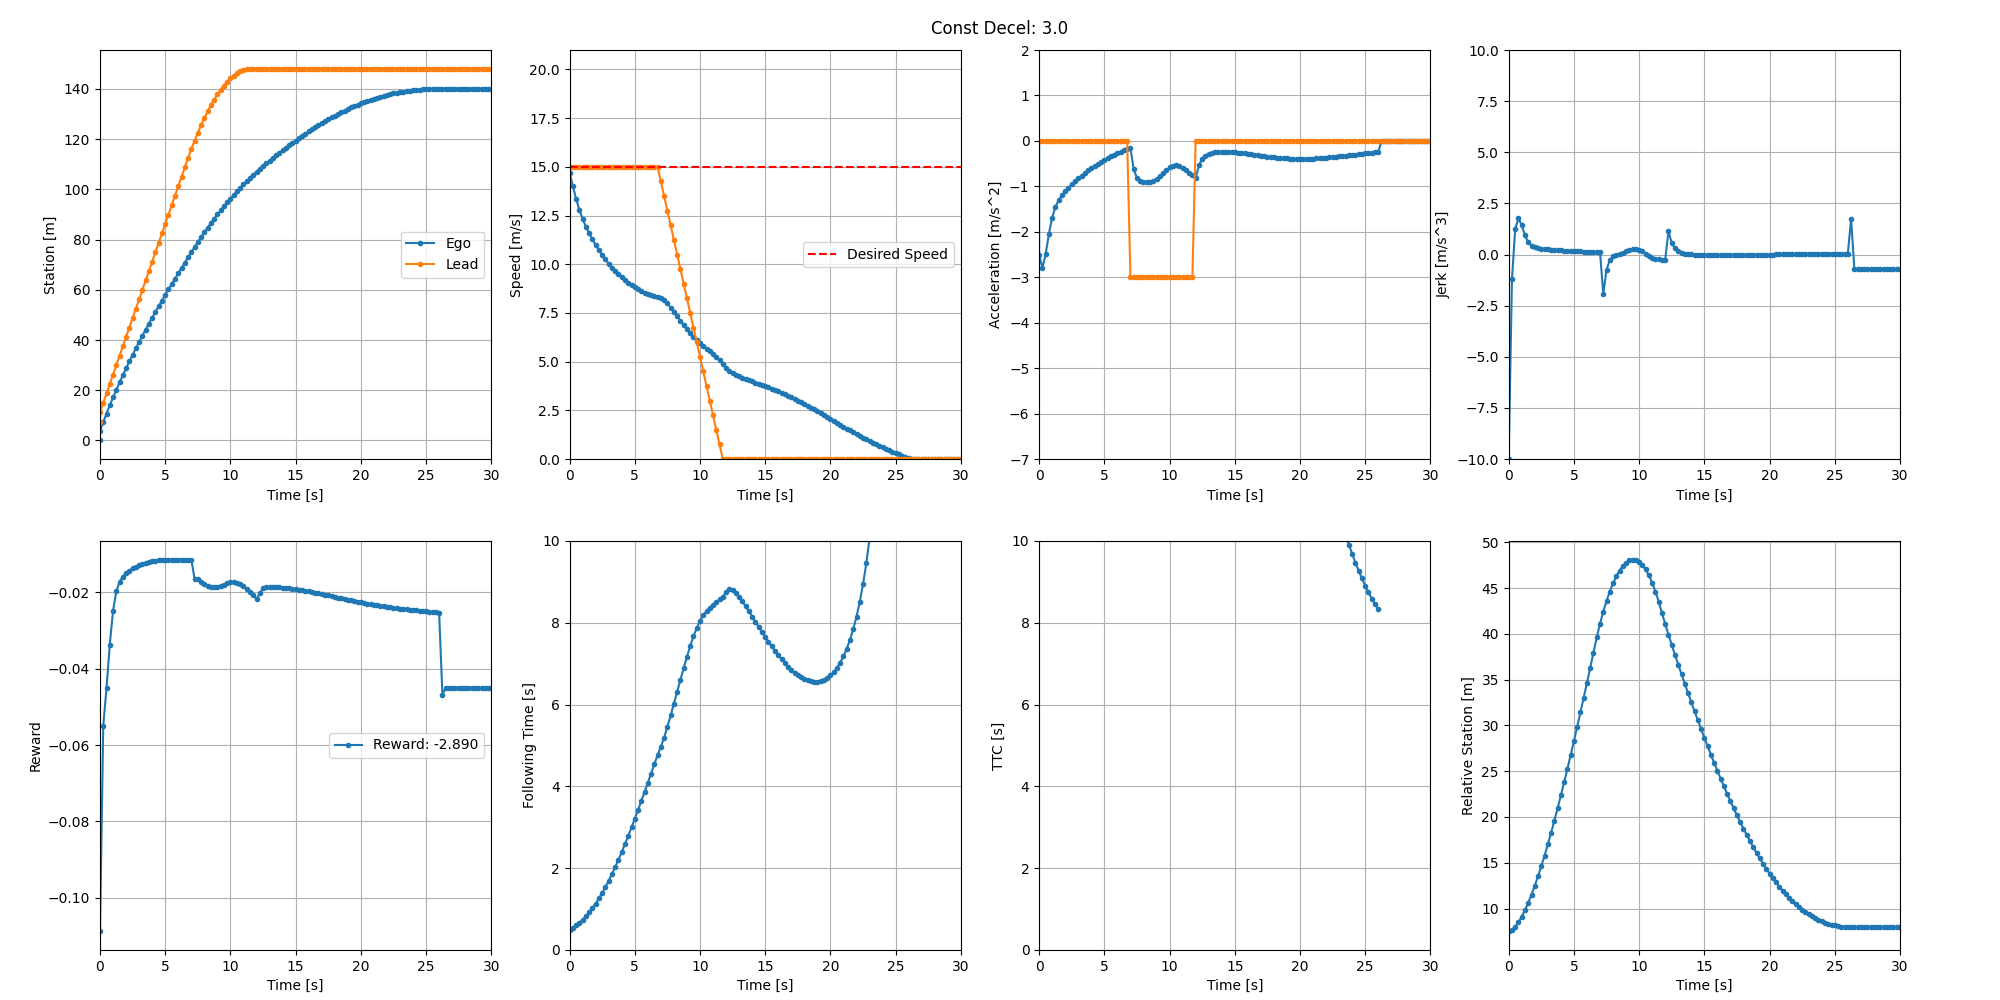 Const Decel: 3.0
140
120
100
80
60
40
20
0
Station [m]
Ego
Lead
0 5 10 15 20 25 30
Time [s]
20.0
17.5
15.0
12.5
10.0
7.5
5.0
2.5
0.0
Speed [m/s]
Desired Speed
0 5 10 15 20 25 30
Time [s]
2
1
0
−1
−2
−3
−4
−5
−6
−7
Acceleration [m/s^2]
0 5 10 15 20 25 30
Time [s]
10.0
7.5
5.0
2.5
0.0
−2.5
−5.0
−7.5
−10.0
Jerk [m/s^3]
0 5 10 15 20 25 30
Time [s]
−0.02
−0.04
−0.06
−0.08
−0.10
Reward
Reward: -2.890
0 5 10 15 20 25 30
Time [s]
10
8
6
4
2
0
Following Time [s]
0 5 10 15 20 25 30
Time [s]
10
8
6
4
2
0
TTC [s]
0 5 10 15 20 25 30
Time [s]
50
45
40
35
30
25
20
15
10
Relative Station [m]
0 5 10 15 20 25 30
Time [s]